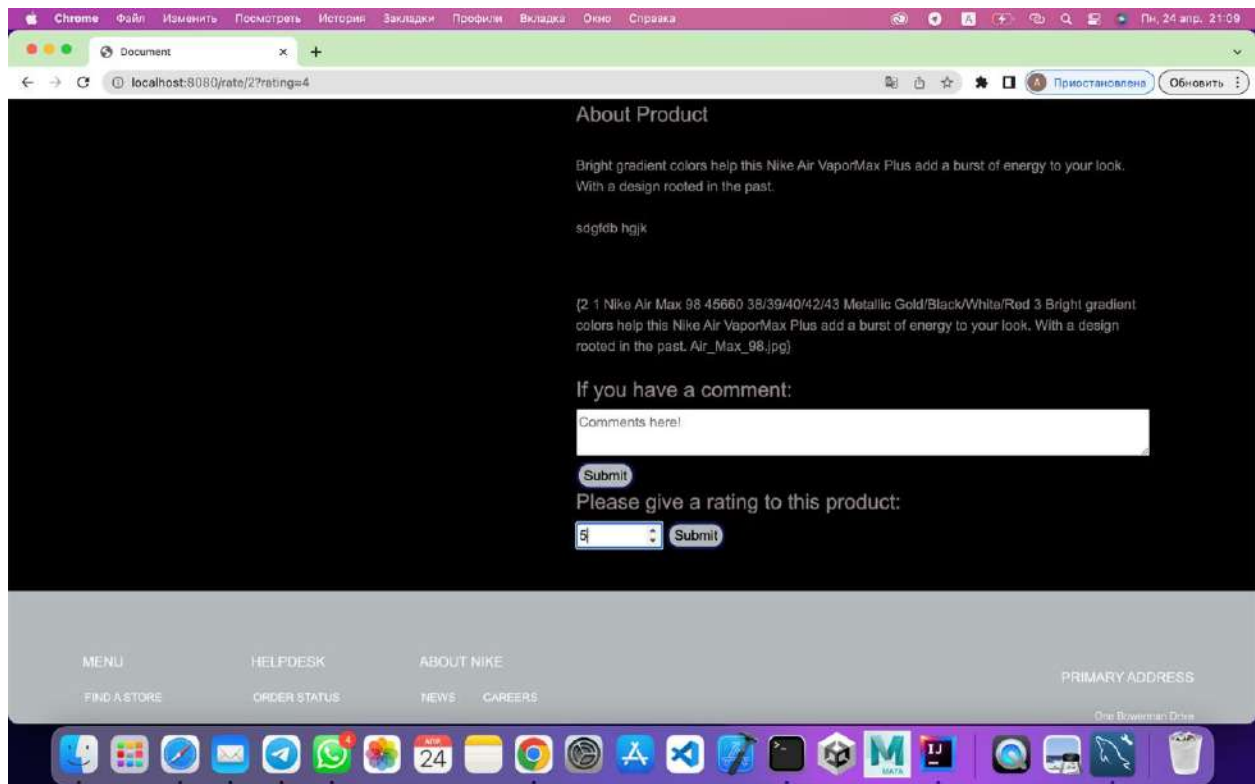 Chrome Файл Изменить Посмотреть История Закладки Профили Вкладка Окно Справка A Пн, 24 апр. 21:09
Document
localhost:8080/rate/2?rating=4 A Приостановлена Обновить
About Product
Bright gradient colors help this Nike Air VaporMax Plus add a burst of energy to your look.
With a design rooted in the past.
sdgfdb hgjk
{2 1 Nike Air Max 98 45660 38/39/40/42/43 Metallic Gold/Black/White/Red 3 Bright gradient
colors help this Nike Air VaporMax Plus add a burst of energy to your look. With a design
rooted in the past. Air_Max_98.jpg}
If you have a comment:
Comments here!
Submit
Please give a rating to this product:
5 Submit
MENU HELPDESK ABOUT NIKE
PRIMARY ADDRESS
FIND A STORE ORDER STATUS NEWS CAREERS
One Bowerman Drive
4 АПР. 24 M MATA IJ